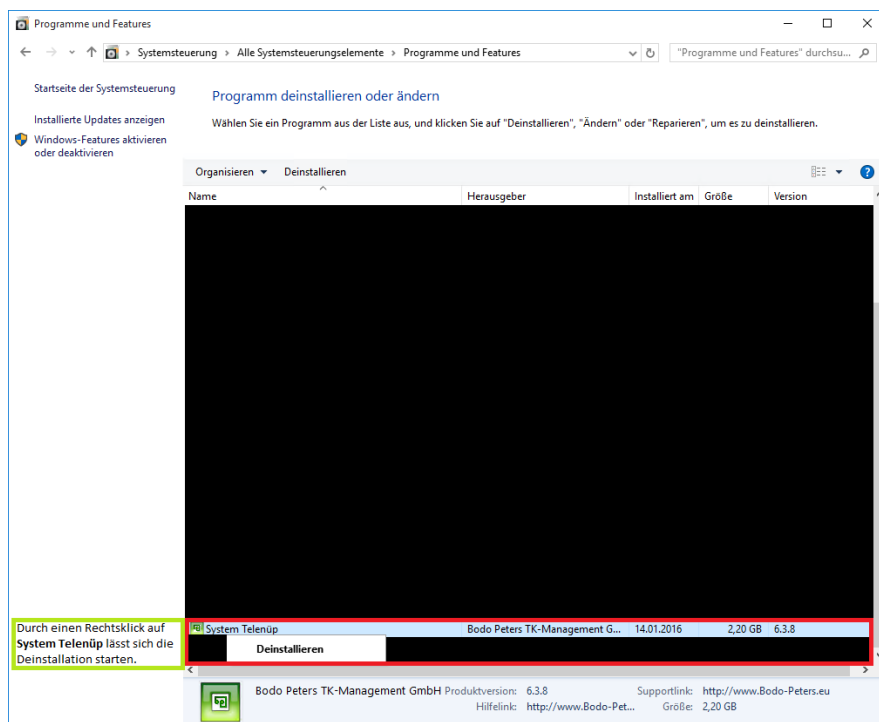 Programme und Features
Systemsteuerung > Alle Systemsteuerungselemente > Programme und Features
"Programme und Features" durchsu...
Startseite der Systemsteuerung
Installierte Updates anzeigen
Windows-Features aktivieren
oder deaktivieren
Programm deinstallieren oder ändern
Wählen Sie ein Programm aus der Liste aus, und klicken Sie auf "Deinstallieren", "Ändern" oder "Reparieren", um es zu deinstallieren.
Organisieren Deinstallieren
Name Herausgeber Installiert am Größe Version
Durch einen Rechtsklick auf
System Telenüp lässt sich die
Deinstallation starten.
System Telenüp Bodo Peters TK-Management G... 14.01.2016 2,20 GB 6.3.8
Deinstallieren
Bodo Peters TK-Management GmbH Produktversion: 6.3.8 Supportlink: http://www.Bodo-Peters.eu
Hilfelink: http://www.Bodo-Pet... Größe: 2,20 GB